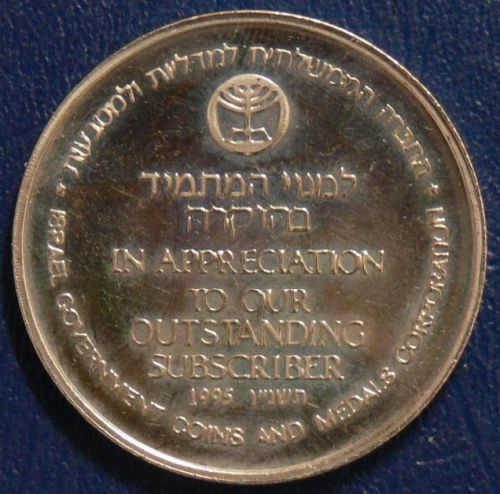 החברה הממשלתית למדליות ולמטבעות
למנוי המתמיד
בהוקרה
IN APPRECIATION
TO OUR
OUTSTANDING
SUBSCRIBER
1995 תשנ"ו
ISRAEL GOVERNMENT COINS AND MEDALS CORPORATION